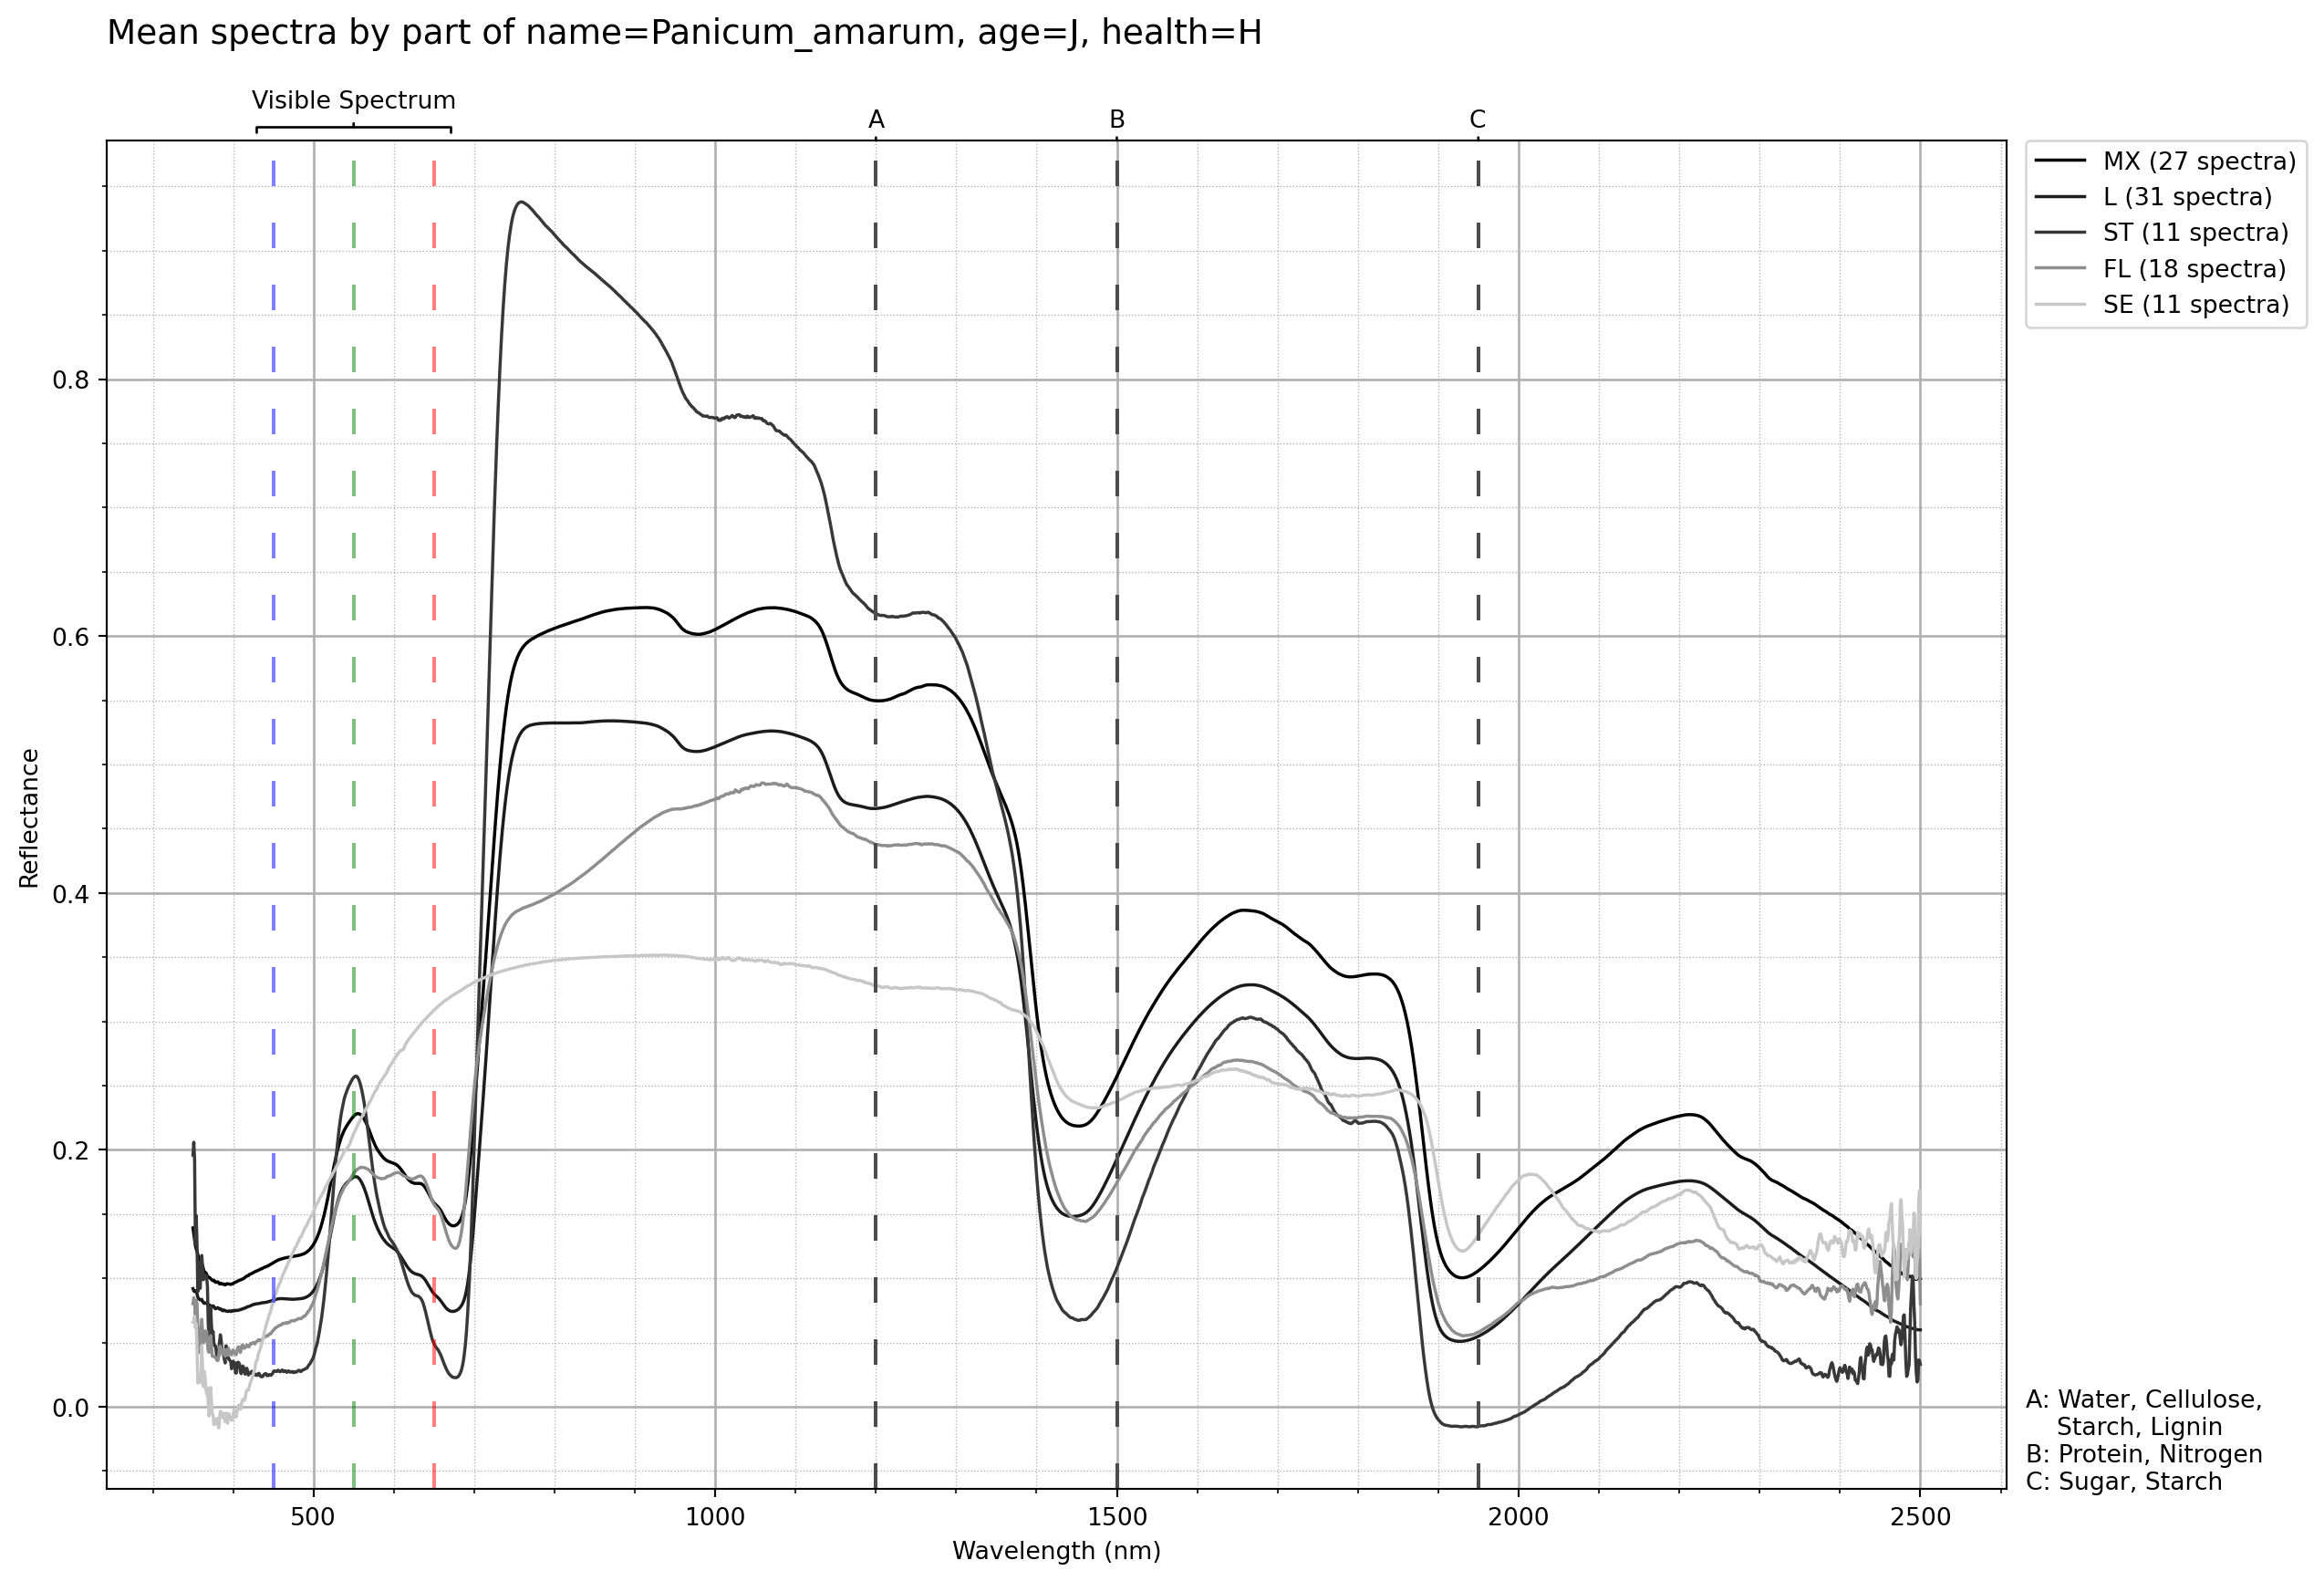 Mean spectra by part of name=Panicum_amarum, age=J, health=H
Visible Spectrum
A
B
C
MX (27 spectra)
L (31 spectra)
ST (11 spectra)
FL (18 spectra)
SE (11 spectra)
0.8
0.6
0.4
0.2
0.0
Reflectance
500
1000
1500
2000
2500
Wavelength (nm)
A: Water, Cellulose,
Starch, Lignin
B: Protein, Nitrogen
C: Sugar, Starch